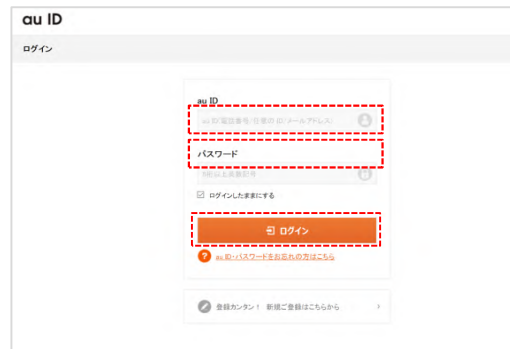 au ID
ログイン
au ID
au ID(電話番号/任意の ID/メールアドレス)
パスワード
ログインしたままにする
ログイン
? au ID・パスワードをお忘れの方はこちら
登録カンタン! 新規ご登録はこちらから >